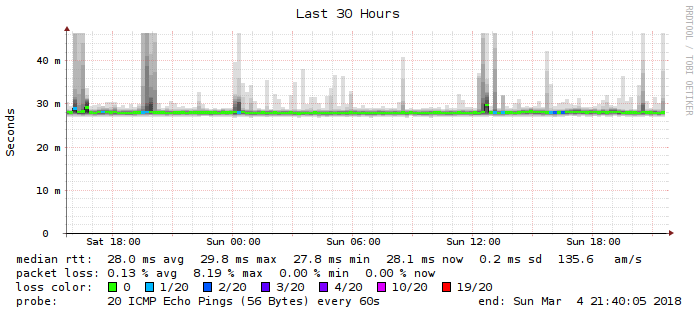 Last 30 Hours
RRDTOOL / TOBI OETIKER
Seconds
40 m
30 m
20 m
10 m
0
Sat 18:00 Sun 00:00 Sun 06:00 Sun 12:00 Sun 18:00
median rtt: 28.0 ms avg 29.8 ms max 27.8 ms min 28.1 ms now 0.2 ms sd 135.6 am/s
packet loss: 0.13 % avg 8.19 % max 0.00 % min 0.00 % now
loss color: 0 1/20 2/20 3/20 4/20 10/20 19/20
probe: 20 ICMP Echo Pings (56 Bytes) every 60s end: Sun Mar 4 21:40:05 2018